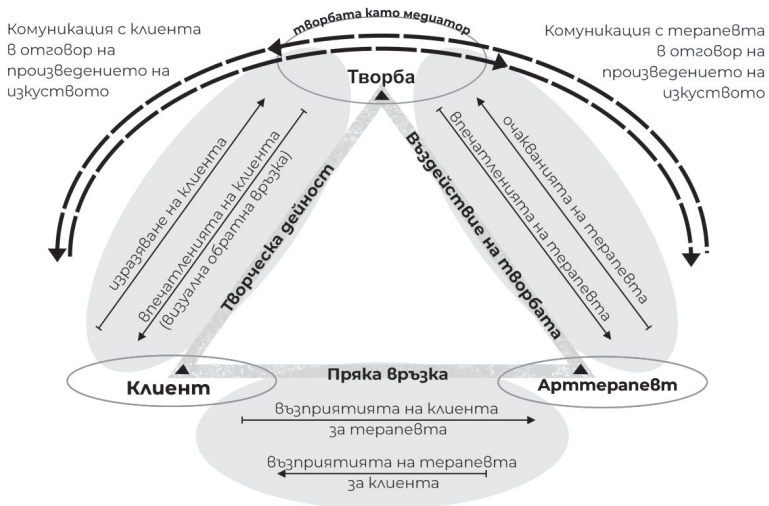 творбата като медиатор
Комуникация с клиента
в отговор на
произведението на
изкуството
Комуникация с терапевта
в отговор на
произведението на
изкуството
Творба
изразяване на клиента
впечатленията на клиента
(визуална обратна връзка)
Творческа дейност
Въздействие на творбата
впечатленията на терапевта
очакванията на терапевта
Клиент
Пряка връзка
Арттерапевт
възприятията на клиента
за терапевта
възприятията на терапевта
за клиента